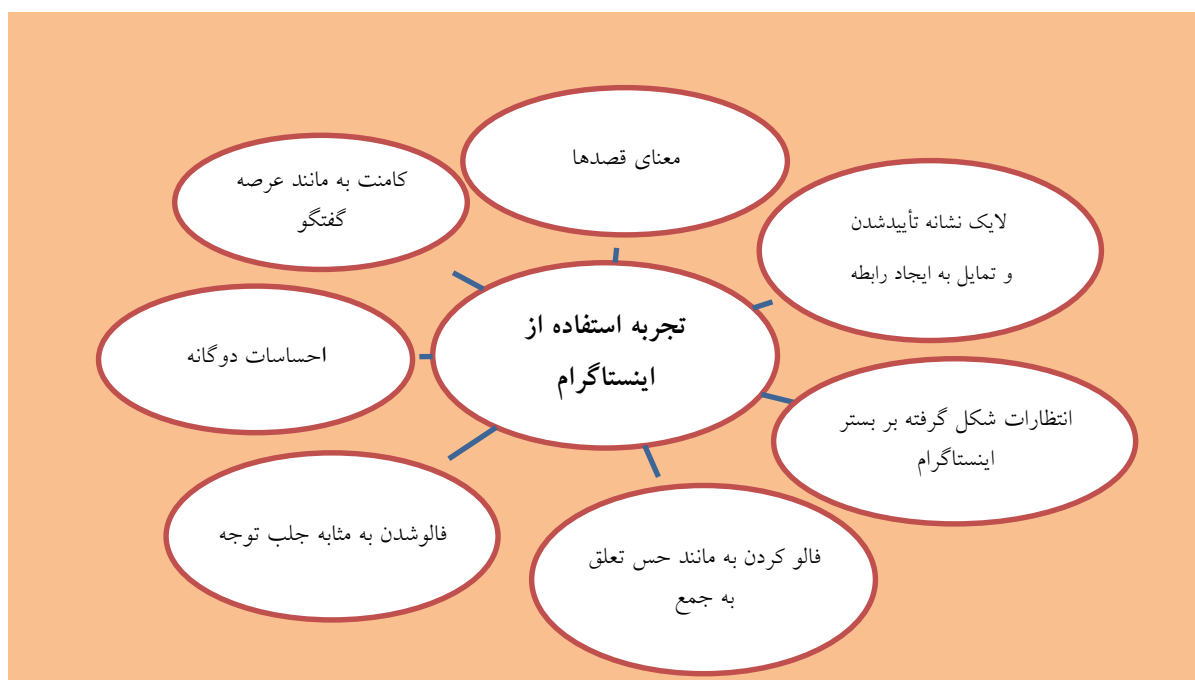 معنای قصدها
لایک نشانه تأییدشدن
و تمایل به ایجاد رابطه
انتظارات شکل گرفته بر بستر
اینستاگرام
فالو کردن به مانند حس تعلق
به جمع
فالوشدن به مثابه جلب توجه
احساسات دوگانه
کامنت به مانند عرصه
گفتگو
تجربه استفاده از
اینستاگرام